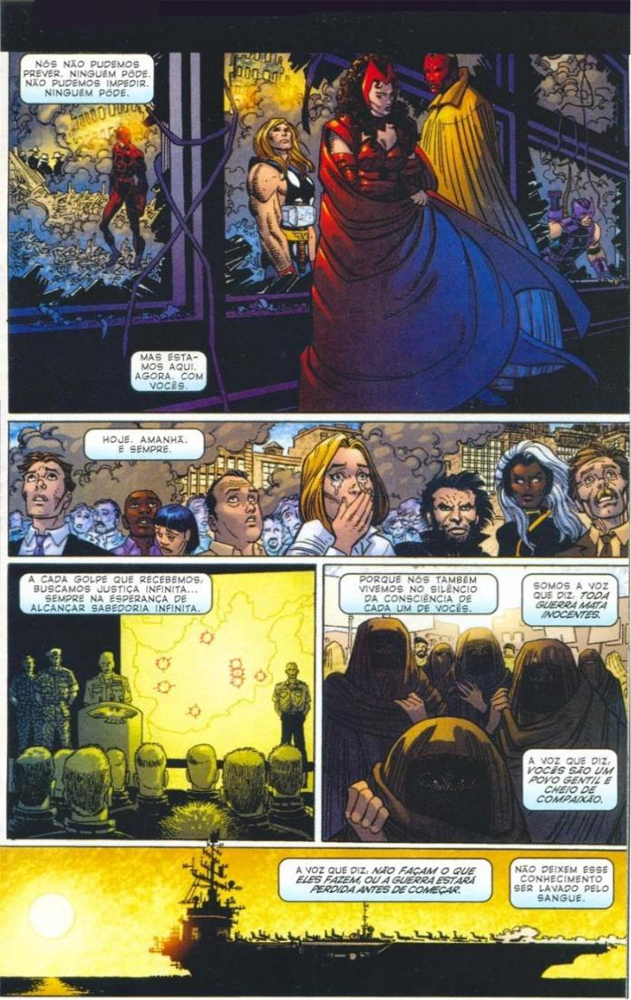 NÓS NÃO PUDEMOS
PREVER. NINGUÉM PÔDE.
NÃO PUDEMOS IMPEDIR.
NINGUÉM PÔDE.
MAS ESTA-
MOS AQUI.
AGORA. COM
VOCÊS.
HOJE. AMANHÃ.
E SEMPRE.
A CADA GOLPE QUE RECEBEMOS,
BUSCAMOS JUSTIÇA INFINITA...
SEMPRE NA ESPERANÇA DE
ALCANÇAR SABEDORIA INFINITA.
PORQUE NÓS TAMBÉM
VIVEMOS NO SILÊNCIO
DA CONSCIÊNCIA DE
CADA UM DE VOCÊS.
SOMOS A VOZ
QUE DIZ, TODA
GUERRA MATA
INOCENTES.
A VOZ QUE DIZ,
VOCÊS SÃO UM
POVO GENTIL E
CHEIO DE
COMPAIXÃO.
A VOZ QUE DIZ, NÃO FAÇAM O QUE
ELES FAZEM, OU A GUERRA ESTARÁ
PERDIDA ANTES DE COMEÇAR.
NÃO DEIXEM ESSE
CONHECIMENTO
SER LAVADO PELO
SANGUE.